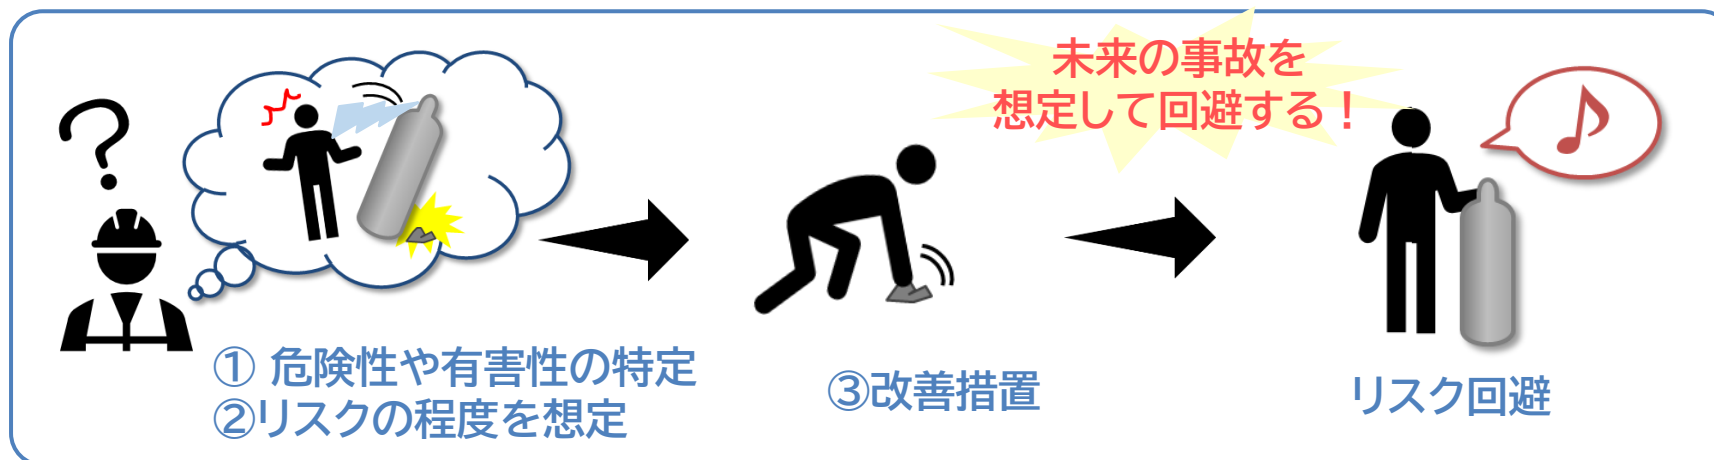 未来の事故を
想定して回避する！
?
① 危険性や有害性の特定
②リスクの程度を想定
③改善措置
リスク回避